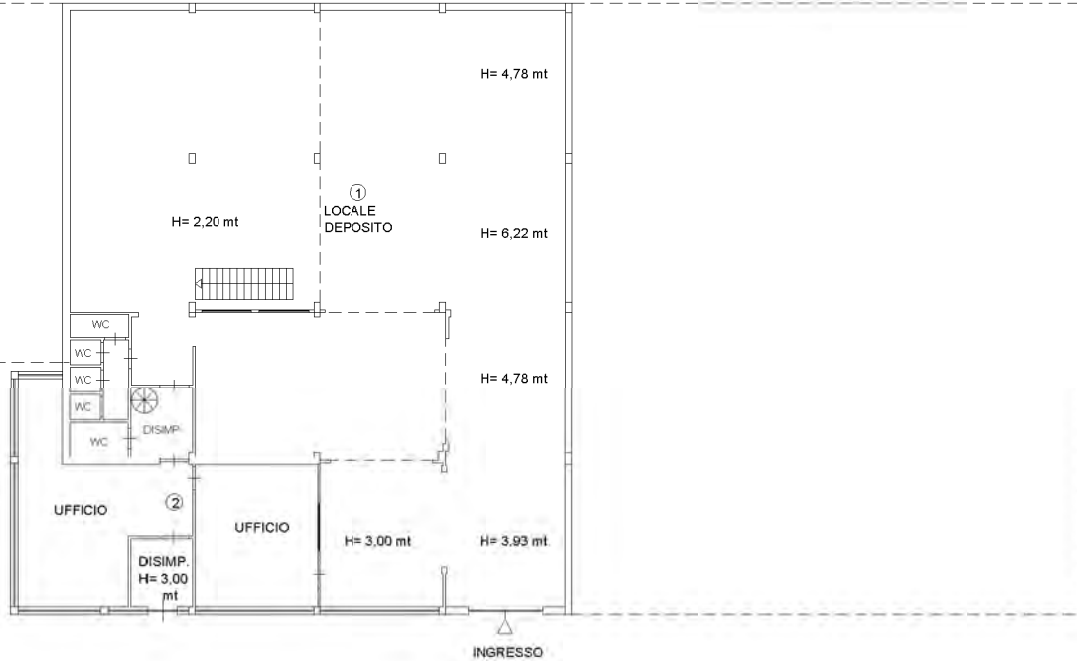 H= 4,78 mt
1
LOCALE
DEPOSITO
H= 2,20 mt
H= 6,22 mt
WC
WC
WC
WC
WC
DISIMP.
H= 4,78 mt
UFFICIO
2
UFFICIO
H= 3,00 mt
H= 3,93 mt
DISIMP.
H= 3,00
mt
INGRESSO